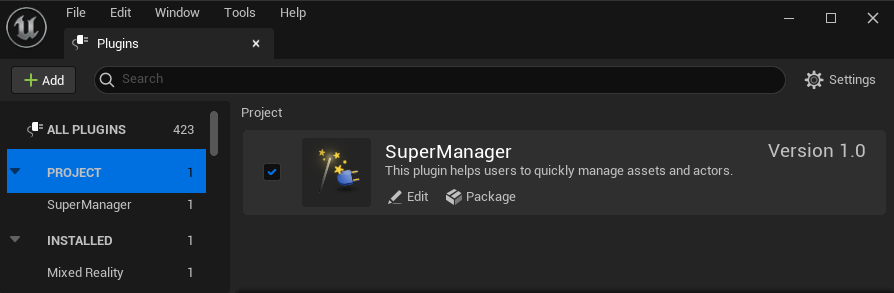 File Edit Window Tools Help
Plugins
Add
Search
Settings
ALL PLUGINS 423
PROJECT 1
SuperManager 1
INSTALLED 1
Mixed Reality 1
Project
SuperManager Version 1.0
This plugin helps users to quickly manage assets and actors.
Edit Package